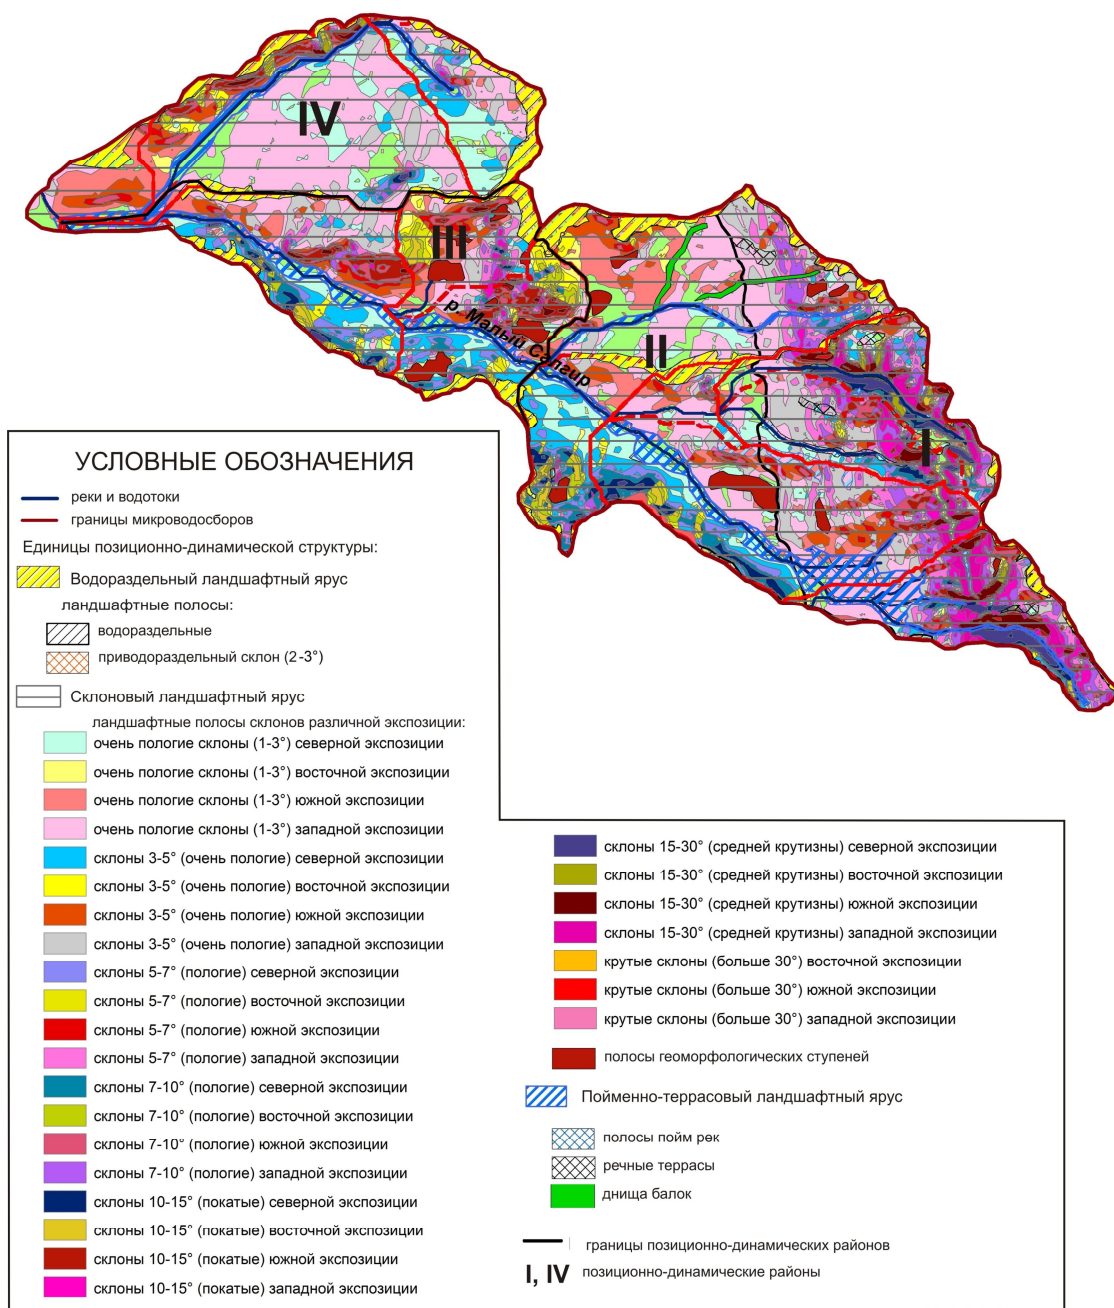 IV
III
р. Малый Салгир
II
I
УСЛОВНЫЕ ОБОЗНАЧЕНИЯ
реки и водотоки
границы микроводосборов
Единицы позиционно-динамической структуры:
Водораздельный ландшафтный ярус
ландшафтные полосы:
водораздельные
приводораздельный склон (2-3°)
Склоновый ландшафтный ярус
ландшафтные полосы склонов различной экспозиции:
очень пологие склоны (1-3°) северной экспозиции
очень пологие склоны (1-3°) восточной экспозиции
очень пологие склоны (1-3°) южной экспозиции
очень пологие склоны (1-3°) западной экспозиции
склоны 3-5° (очень пологие) северной экспозиции
склоны 3-5° (очень пологие) восточной экспозиции
склоны 3-5° (очень пологие) южной экспозиции
склоны 3-5° (очень пологие) западной экспозиции
склоны 5-7° (пологие) северной экспозиции
склоны 5-7° (пологие) восточной экспозиции
склоны 5-7° (пологие) южной экспозиции
склоны 5-7° (пологие) западной экспозиции
склоны 7-10° (пологие) северной экспозиции
склоны 7-10° (пологие) восточной экспозиции
склоны 7-10° (пологие) южной экспозиции
склоны 7-10° (пологие) западной экспозиции
склоны 10-15° (покатые) северной экспозиции
склоны 10-15° (покатые) восточной экспозиции
склоны 10-15° (покатые) южной экспозиции
склоны 10-15° (покатые) западной экспозиции
склоны 15-30° (средней крутизны) северной экспозиции
склоны 15-30° (средней крутизны) восточной экспозиции
склоны 15-30° (средней крутизны) южной экспозиции
склоны 15-30° (средней крутизны) западной экспозиции
крутые склоны (больше 30°) восточной экспозиции
крутые склоны (больше 30°) южной экспозиции
крутые склоны (больше 30°) западной экспозиции
полосы геоморфологических ступеней
Пойменно-террасовый ландшафтный ярус
полосы пойм рек
речные террасы
днища балок
границы позиционно-динамических районов
I, IV позиционно-динамические районы